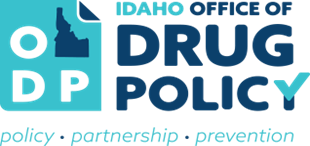 ODP
IDAHO OFFICE OF
DRUG
POLICY
policy • partnership • prevention